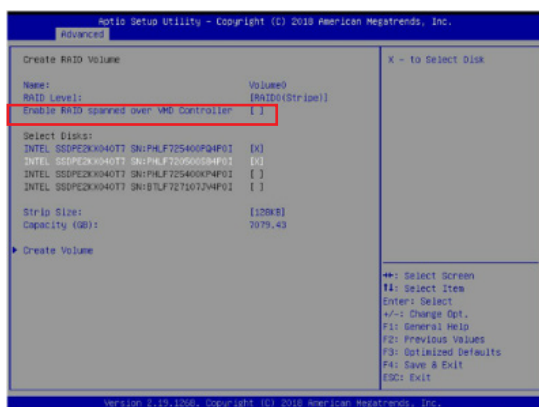 Aptio Setup Utility – Copyright (C) 2018 American Megatrends, Inc.
Advanced
Create RAID Volume
X - to Select Disk
Name: Volume0
RAID Level: [RAID0(Stripe)]
Enable RAID spanned over VMD Controller [ ]
Select Disks:
INTEL SSDPE2KX040T7 SN:PHLF725400PQ4P0I [X]
INTEL SSDPE2KX040T7 SN:PHLF720500S84P0I [X]
INTEL SSDPE2KX040T7 SN:PHLF725400KP4P0I [ ]
INTEL SSDPE2KX040T7 SN:BTLF727107JV4P0I [ ]
Strip Size: [128KB]
Capacity (GB): 7079.43
Create Volume
: Select Screen
: Select Item
Enter: Select
+/-: Change Opt.
F1: General Help
F2: Previous Values
F3: Optimized Defaults
F4: Save & Exit
ESC: Exit
Version 2.19.1268. Copyright (C) 2018 American Megatrends, Inc.